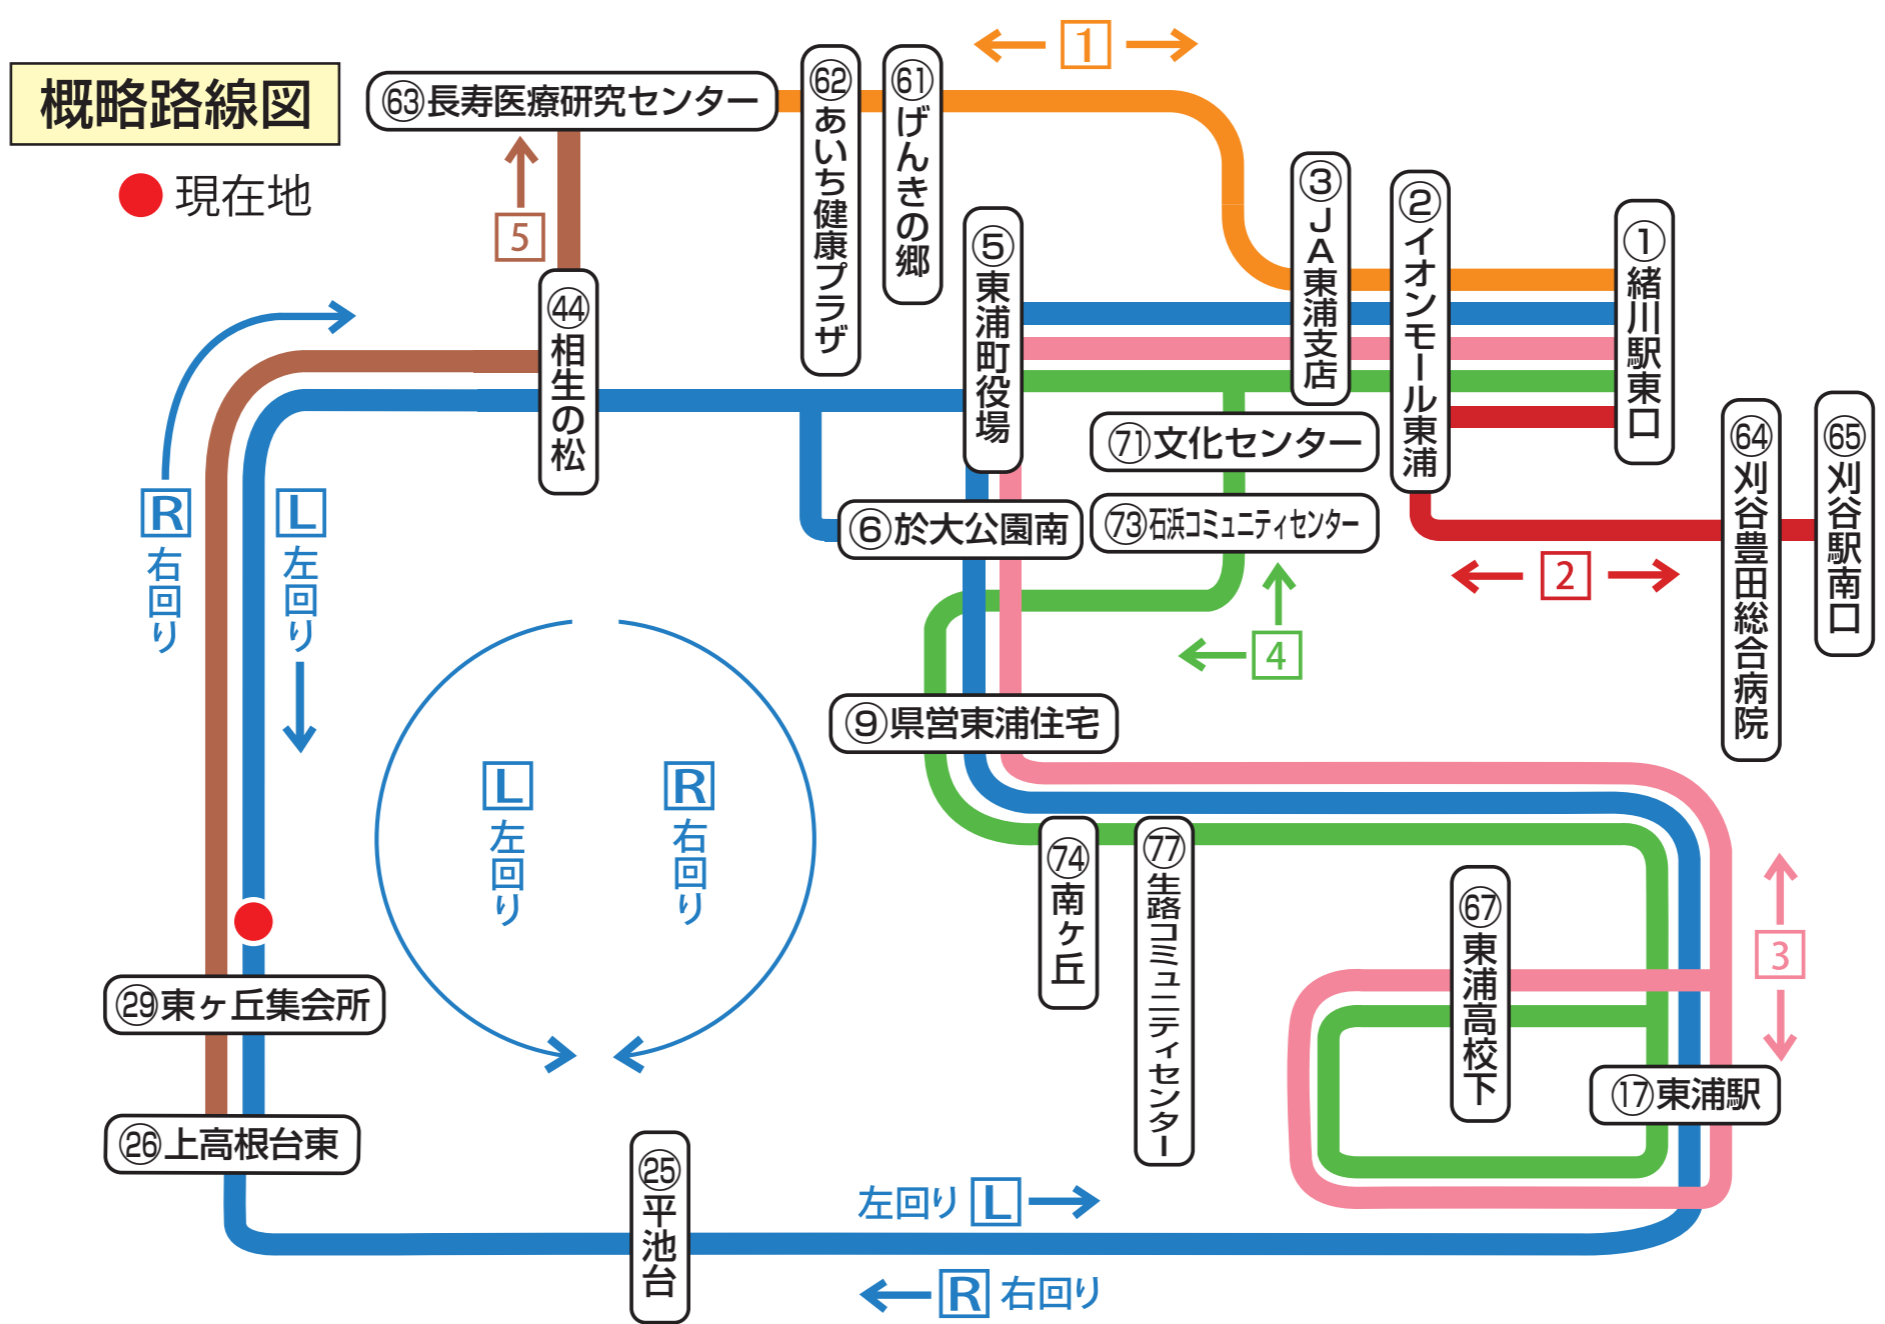 概略路線図
現在地
1
㊿+13長寿医療研究センター
62あいち健康プラザ
61げんきの郷
③JA東浦支店
②イオンモール東浦
①緒川駅東口
5
⑤東浦町役場
㊹相生の松
71文化センター
73石浜コミュニティセンター
64刈谷豊田総合病院
65刈谷駅南口
2
R
右回り
L
左回り
⑥於大公園南
4
⑨県営東浦住宅
L
左回り
R
右回り
74南ヶ丘
77生路コミュニティセンター
67東浦高校下
3
㉙東ヶ丘集会所
⑰東浦駅
㉖上高根台東
㉕平池台
左回り L
R 右回り